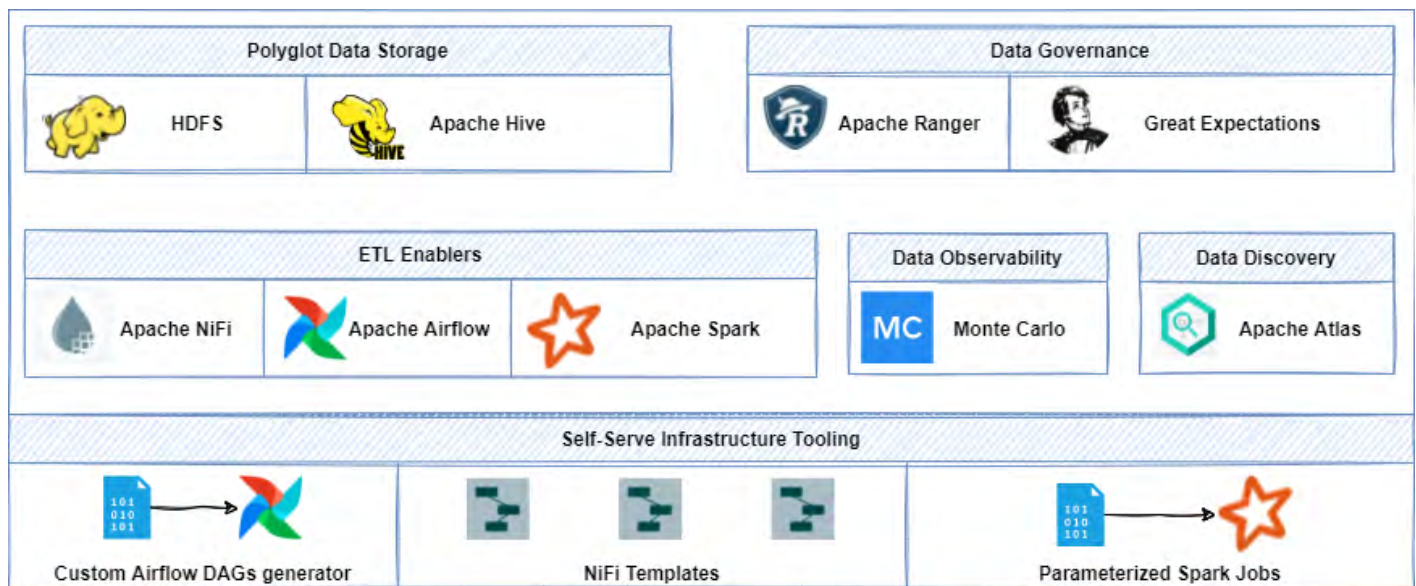 Polyglot Data Storage
Data Governance
HDFS
HIVE
Apache Hive
R
Apache Ranger
Great Expectations
ETL Enablers
Data Observability
Data Discovery
Apache NiFi
Apache Airflow
Apache Spark
MC
Monte Carlo
Apache Atlas
Self-Serve Infrastructure Tooling
101
010
101
101
010
101
Custom Airflow DAGs generator
NiFi Templates
Parameterized Spark Jobs